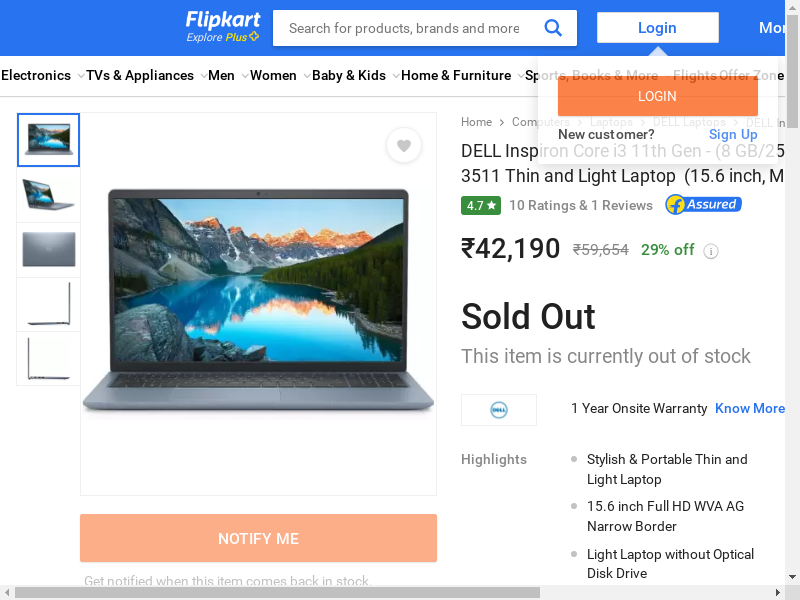 Flipkart
Explore Plus
Search for products, brands and more
Login
Electronics
TVs & Appliances
Men
Women
Baby & Kids
Home & Furniture
Sports, Books & More
Flights
Offer Zone
LOGIN
New customer?
Sign Up
Home
Computers
Laptops
DELL Laptops
DELL In
DELL Inspiron Core i3 11th Gen - (8 GB/25
3511 Thin and Light Laptop (15.6 inch, M
4.7
10 Ratings & 1 Reviews
Assured
₹42,190
₹59,654
29% off
Sold Out
This item is currently out of stock
DELL
1 Year Onsite Warranty
Know More
Highlights
Stylish & Portable Thin and
Light Laptop
15.6 inch Full HD WVA AG
Narrow Border
Light Laptop without Optical
Disk Drive
NOTIFY ME
Get notified when this item comes back in stock.